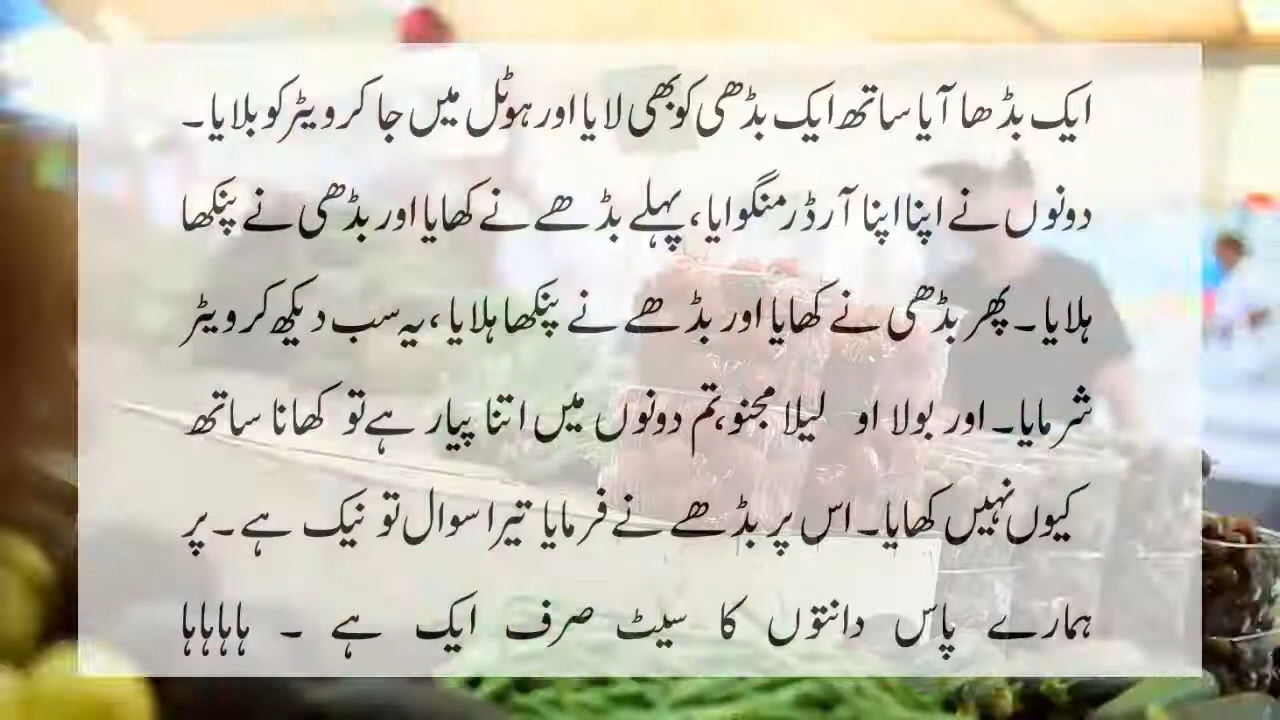 ایک بڈھا آیا ساتھ ایک بڈھی کو بھی لایا اور ہوٹل میں جا کر ویٹر کو بلایا۔
دونوں نے اپنا اپنا آرڈر منگوایا، پہلے بڈھے نے کھایا اور بڈھی نے پنکھا
ہلایا۔ پھر بڈھی نے کھایا اور بڈھے نے پنکھا ہلایا، یہ سب دیکھ کر ویٹر
شرمایا۔ اور بولا او لیلا مجنو، تم دونوں میں اتنا پیار ہے تو کھانا ساتھ
کیوں نہیں کھایا۔ اس پر بڈھے نے فرمایا تیرا سوال تو نیک ہے۔ پر
ہمارے پاس دانتوں کا سیٹ صرف ایک ہے ۔ ہاہاہاہا